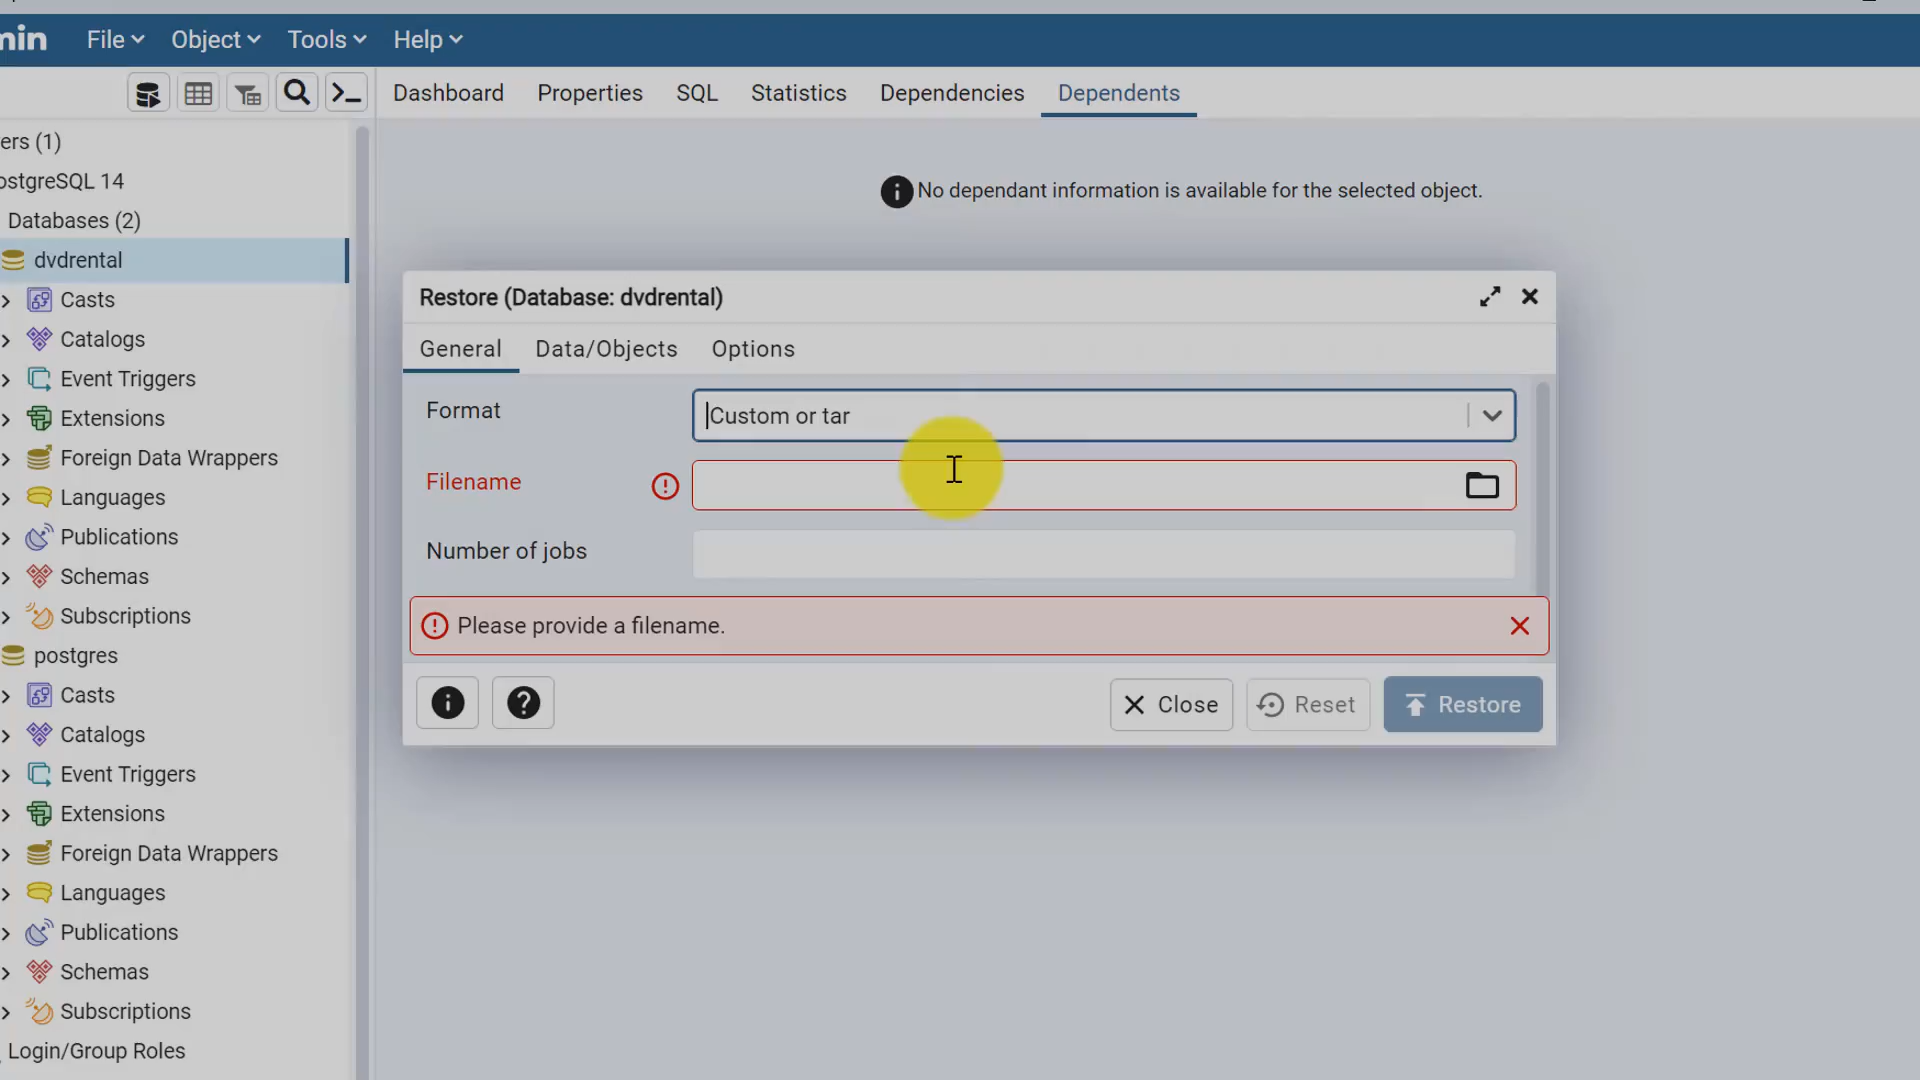 min File Object Tools Help
Dashboard Properties SQL Statistics Dependencies Dependents
ers (1)
ostgreSQL 14
Databases (2)
dvdrental
Casts
Catalogs
Event Triggers
Extensions
Foreign Data Wrappers
Languages
Publications
Schemas
Subscriptions
postgres
Casts
Catalogs
Event Triggers
Extensions
Foreign Data Wrappers
Languages
Publications
Schemas
Subscriptions
Login/Group Roles
No dependant information is available for the selected object.
Restore (Database: dvdrental)
General Data/Objects Options
Format Custom or tar
Filename
Number of jobs
Please provide a filename.
Close Reset Restore